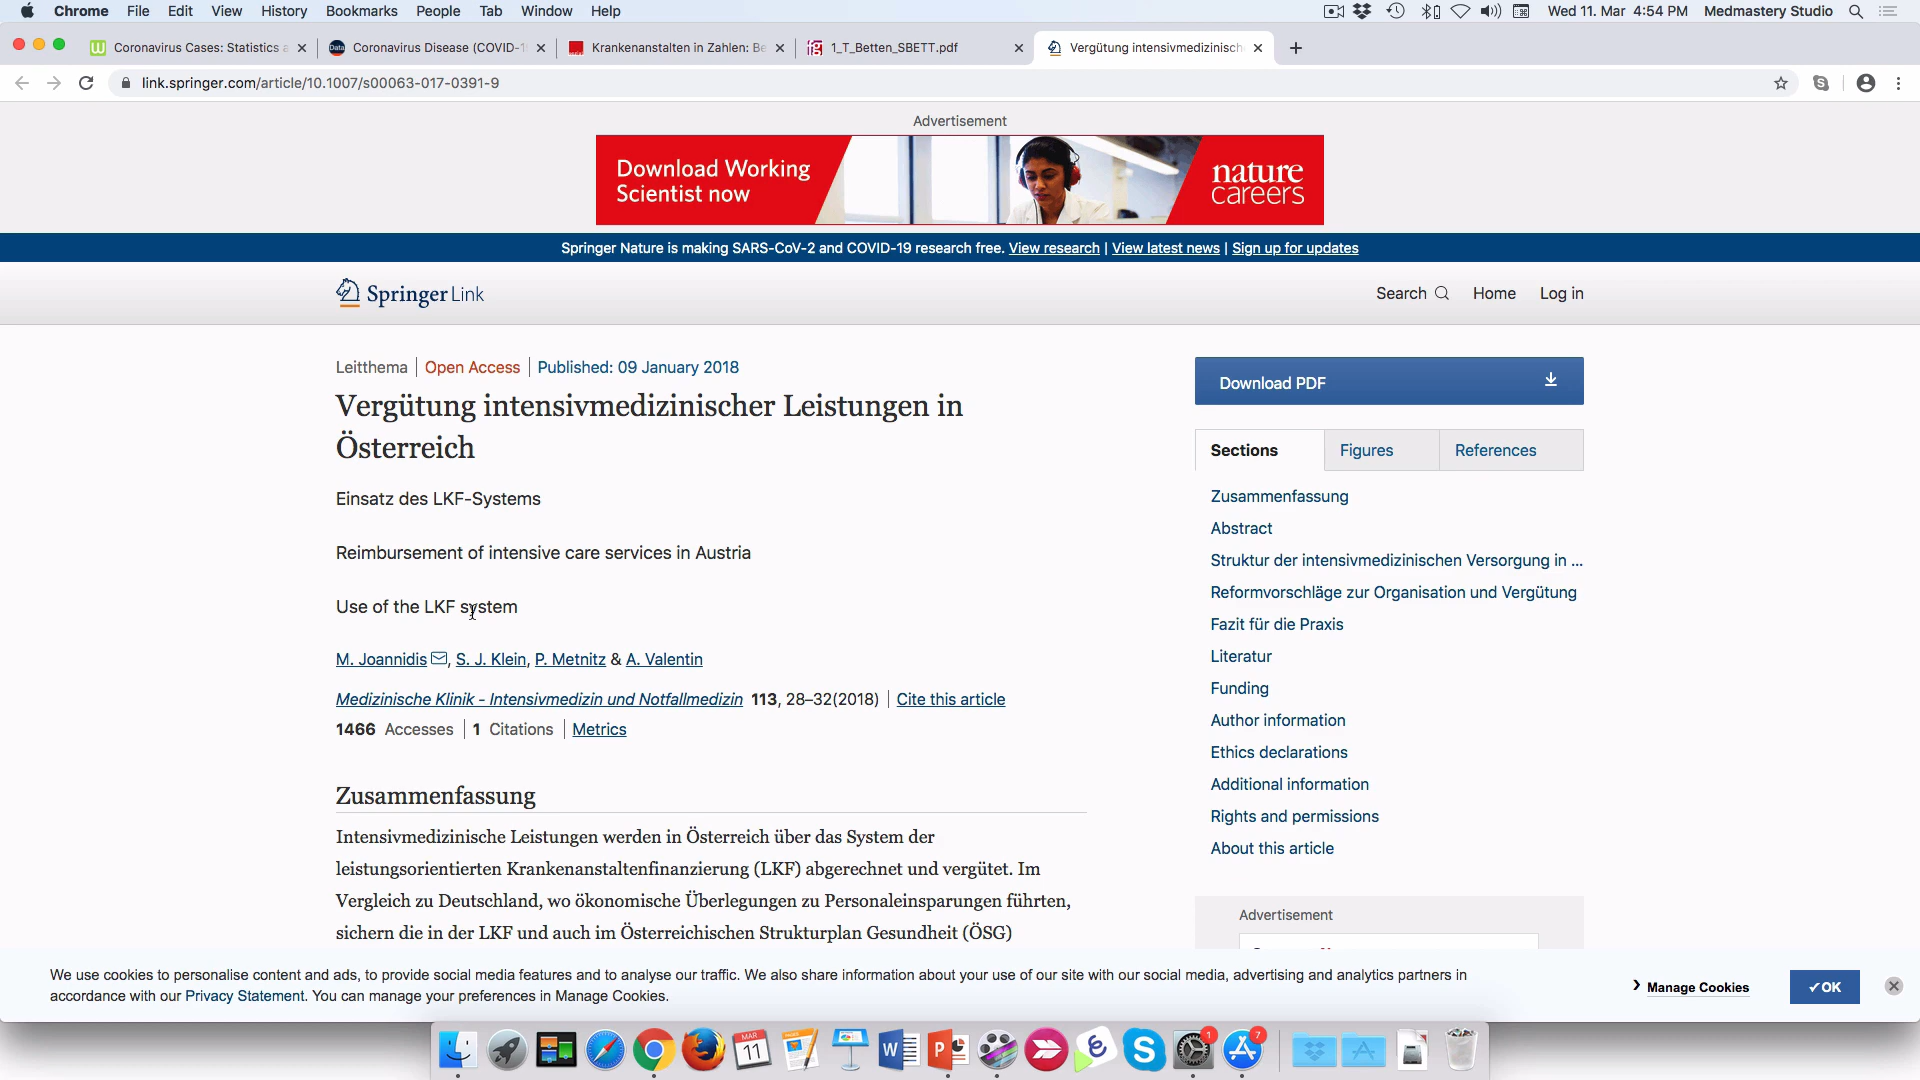 Chrome File Edit View History Bookmarks People Tab Window Help
Wed 11. Mar 4:54 PM Medmastery Studio
Coronavirus Cases: Statistics a
Coronavirus Disease (COVID-1
Krankenanstalten in Zahlen: Be
1_T_Betten_SBETT.pdf
Vergütung intensivmedizinisch
link.springer.com/article/10.1007/s00063-017-0391-9
Advertisement
Download Working
Scientist now
nature
careers
Springer Nature is making SARS-CoV-2 and COVID-19 research free. View research | View latest news | Sign up for updates
Springer Link
Search Home Log in
Leitthema | Open Access | Published: 09 January 2018
Vergütung intensivmedizinischer Leistungen in
Österreich
Einsatz des LKF-Systems
Reimbursement of intensive care services in Austria
Use of the LKF system
M. Joannidis, S. J. Klein, P. Metnitz & A. Valentin
Medizinische Klinik - Intensivmedizin und Notfallmedizin 113, 28–32(2018) | Cite this article
1466 Accesses | 1 Citations | Metrics
Zusammenfassung
Intensivmedizinische Leistungen werden in Österreich über das System der
leistungsorientierten Krankenanstaltenfinanzierung (LKF) abgerechnet und vergütet. Im
Vergleich zu Deutschland, wo ökonomische Überlegungen zu Personaleinsparungen führten,
sichern die in der LKF und auch im Österreichischen Strukturplan Gesundheit (ÖSG)
Download PDF
Sections Figures References
Zusammenfassung
Abstract
Struktur der intensivmedizinischen Versorgung in ...
Reformvorschläge zur Organisation und Vergütung
Fazit für die Praxis
Literatur
Funding
Author information
Ethics declarations
Additional information
Rights and permissions
About this article
Advertisement
We use cookies to personalise content and ads, to provide social media features and to analyse our traffic. We also share information about your use of our site with our social media, advertising and analytics partners in
accordance with our Privacy Statement. You can manage your preferences in Manage Cookies.
Manage Cookies
✓OK
MAR
11
W
P
S
1
7